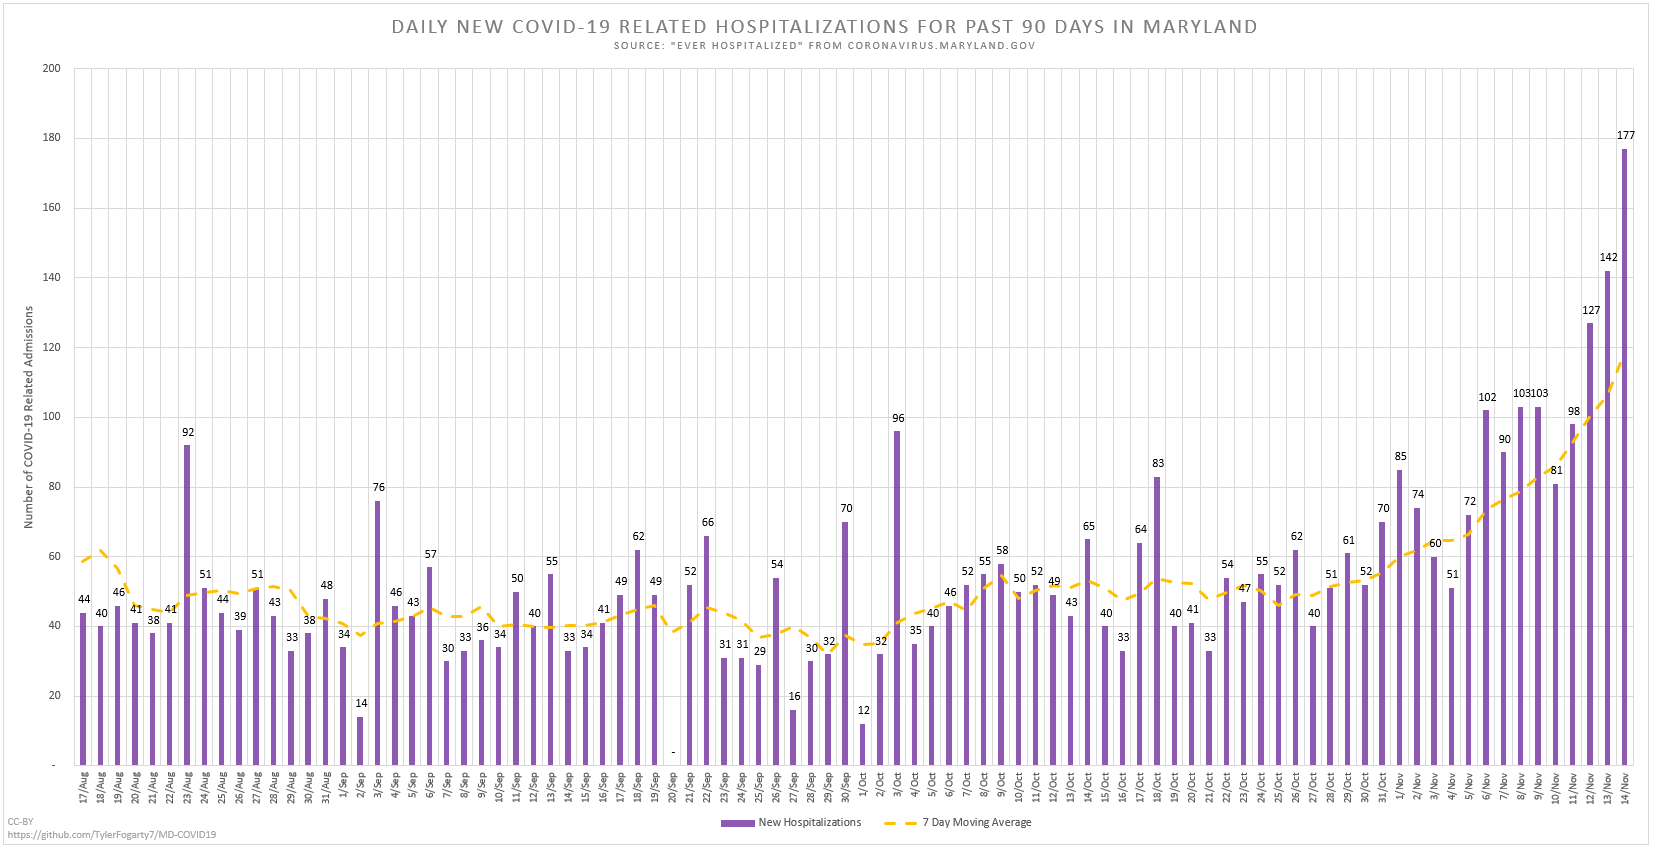 DAILY NEW COVID-19 RELATED HOSPITALIZATIONS FOR PAST 90 DAYS IN MARYLAND
SOURCE: "EVER HOSPITALIZED" FROM CORONAVIRUS.MARYLAND.GOV
200
180
160
140
120
100
80
60
40
20
-
Number of COVID-19 Related Admissions
44 40 46 41 38 41 92 51 44 39 51 43 33 38 48 34 14 76 46 43 57 30 33 36 34 50 40 55 33 34 41 49 62 49 - 52 66 31 31 29 54 16 30 32 70 12 32 96 35 40 46 52 55 58 50 52 49 43 65 40 33 64 83 40 41 33 54 47 55 52 62 40 51 61 52 70 85 74 60 51 72 102 90 103 103 81 98 127 142 177
17/Aug 18/Aug 19/Aug 20/Aug 21/Aug 22/Aug 23/Aug 24/Aug 25/Aug 26/Aug 27/Aug 28/Aug 29/Aug 30/Aug 31/Aug 1/Sep 2/Sep 3/Sep 4/Sep 5/Sep 6/Sep 7/Sep 8/Sep 9/Sep 10/Sep 11/Sep 12/Sep 13/Sep 14/Sep 15/Sep 16/Sep 17/Sep 18/Sep 19/Sep 20/Sep 21/Sep 22/Sep 23/Sep 24/Sep 25/Sep 26/Sep 27/Sep 28/Sep 29/Sep 30/Sep 1/Oct 2/Oct 3/Oct 4/Oct 5/Oct 6/Oct 7/Oct 8/Oct 9/Oct 10/Oct 11/Oct 12/Oct 13/Oct 14/Oct 15/Oct 16/Oct 17/Oct 18/Oct 19/Oct 20/Oct 21/Oct 22/Oct 23/Oct 24/Oct 25/Oct 26/Oct 27/Oct 28/Oct 29/Oct 30/Oct 31/Oct 1/Nov 2/Nov 3/Nov 4/Nov 5/Nov 6/Nov 7/Nov 8/Nov 9/Nov 10/Nov 11/Nov 12/Nov 13/Nov 14/Nov
New Hospitalizations 7 Day Moving Average
CC-BY
https://github.com/TylerFogarty7/MD-COVID19